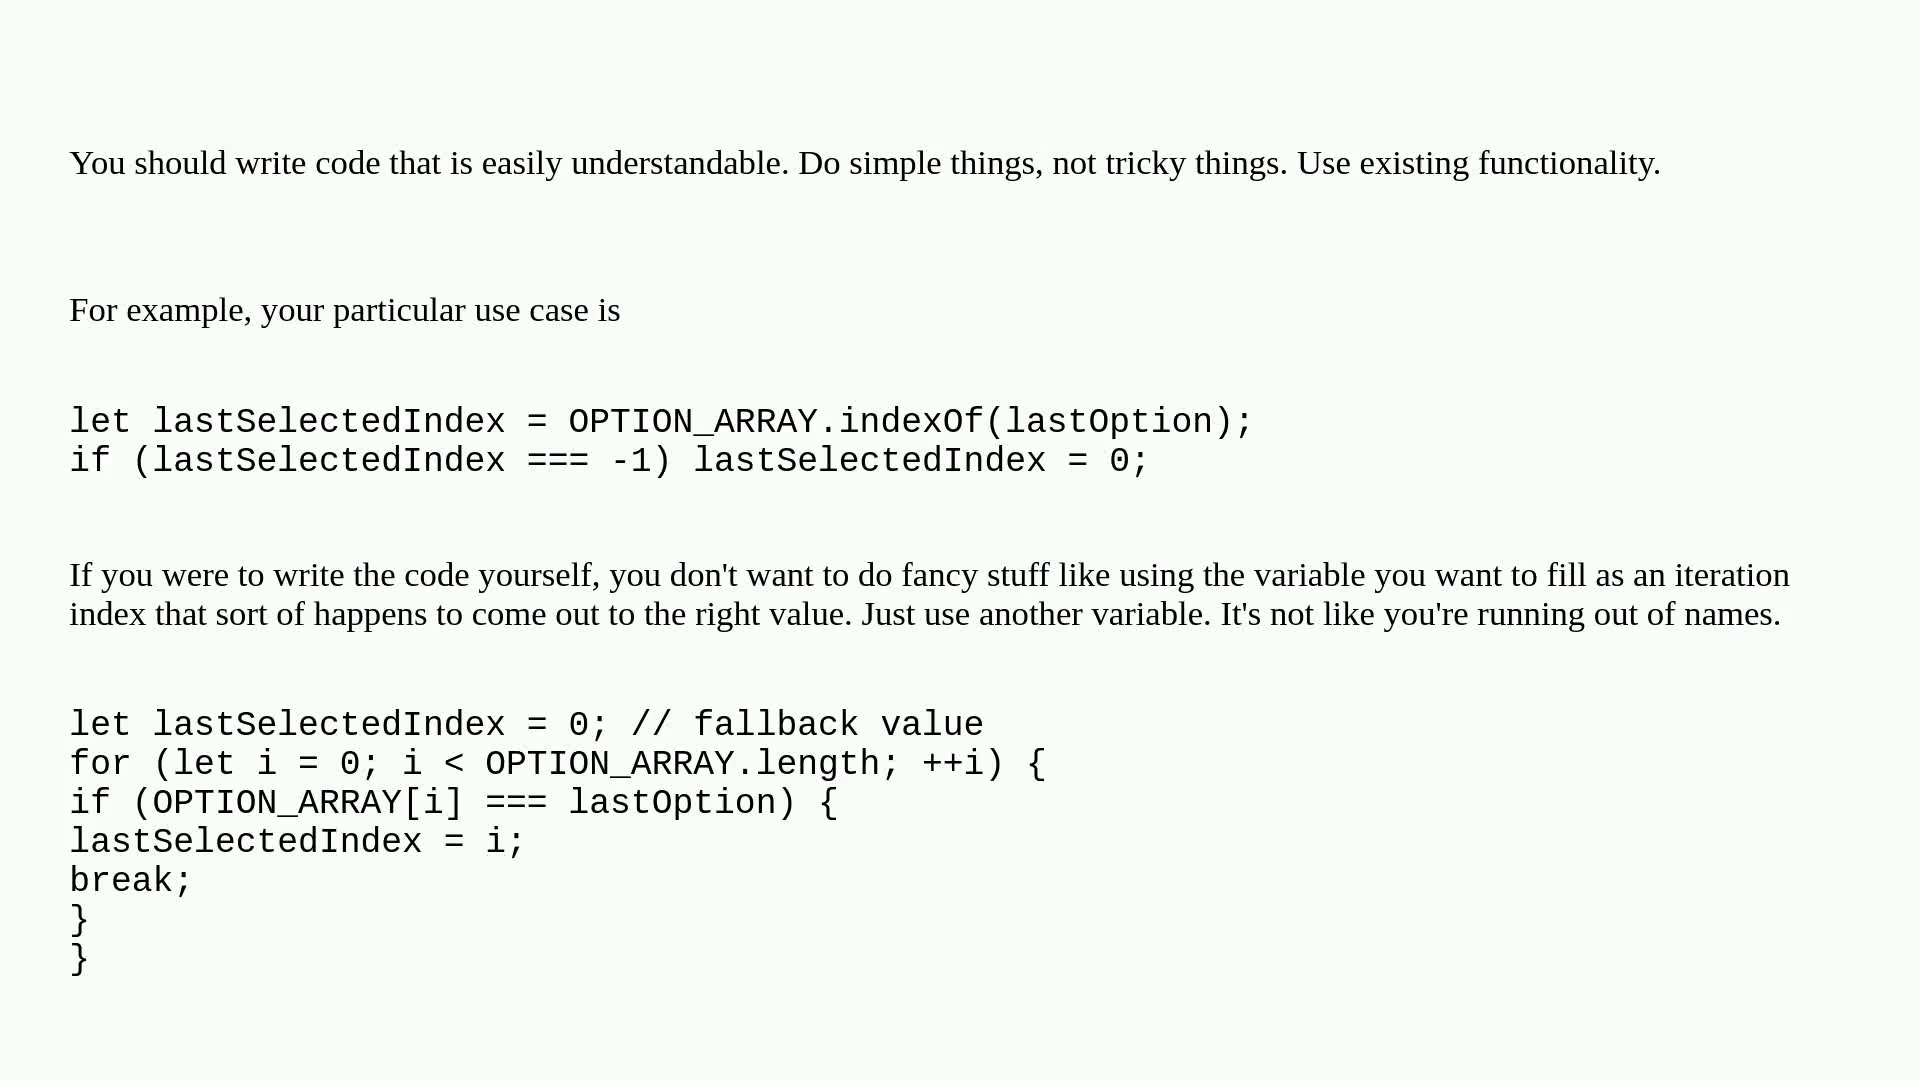 You should write code that is easily understandable. Do simple things, not tricky things. Use existing functionality.
For example, your particular use case is
let lastSelectedIndex = OPTION_ARRAY.indexOf(lastOption);
if (lastSelectedIndex === -1) lastSelectedIndex = 0;
If you were to write the code yourself, you don't want to do fancy stuff like using the variable you want to fill as an iteration
index that sort of happens to come out to the right value. Just use another variable. It's not like you're running out of names.
let lastSelectedIndex = 0; // fallback value
for (let i = 0; i < OPTION_ARRAY.length; ++i) {
if (OPTION_ARRAY[i] === lastOption) {
lastSelectedIndex = i;
break;
}
}